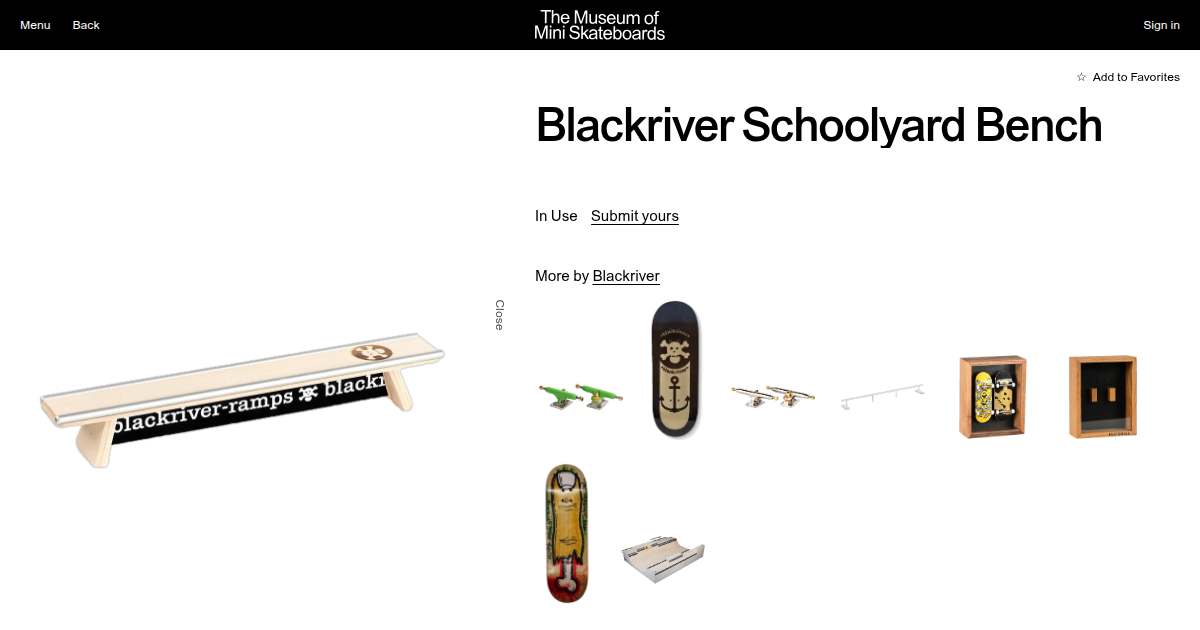 Menu
Back
The Museum of
Mini Skateboards
Sign in
☆ Add to Favorites
Blackriver Schoolyard Bench
In Use Submit yours
More by Blackriver
Close
blackriver-ramps blackri